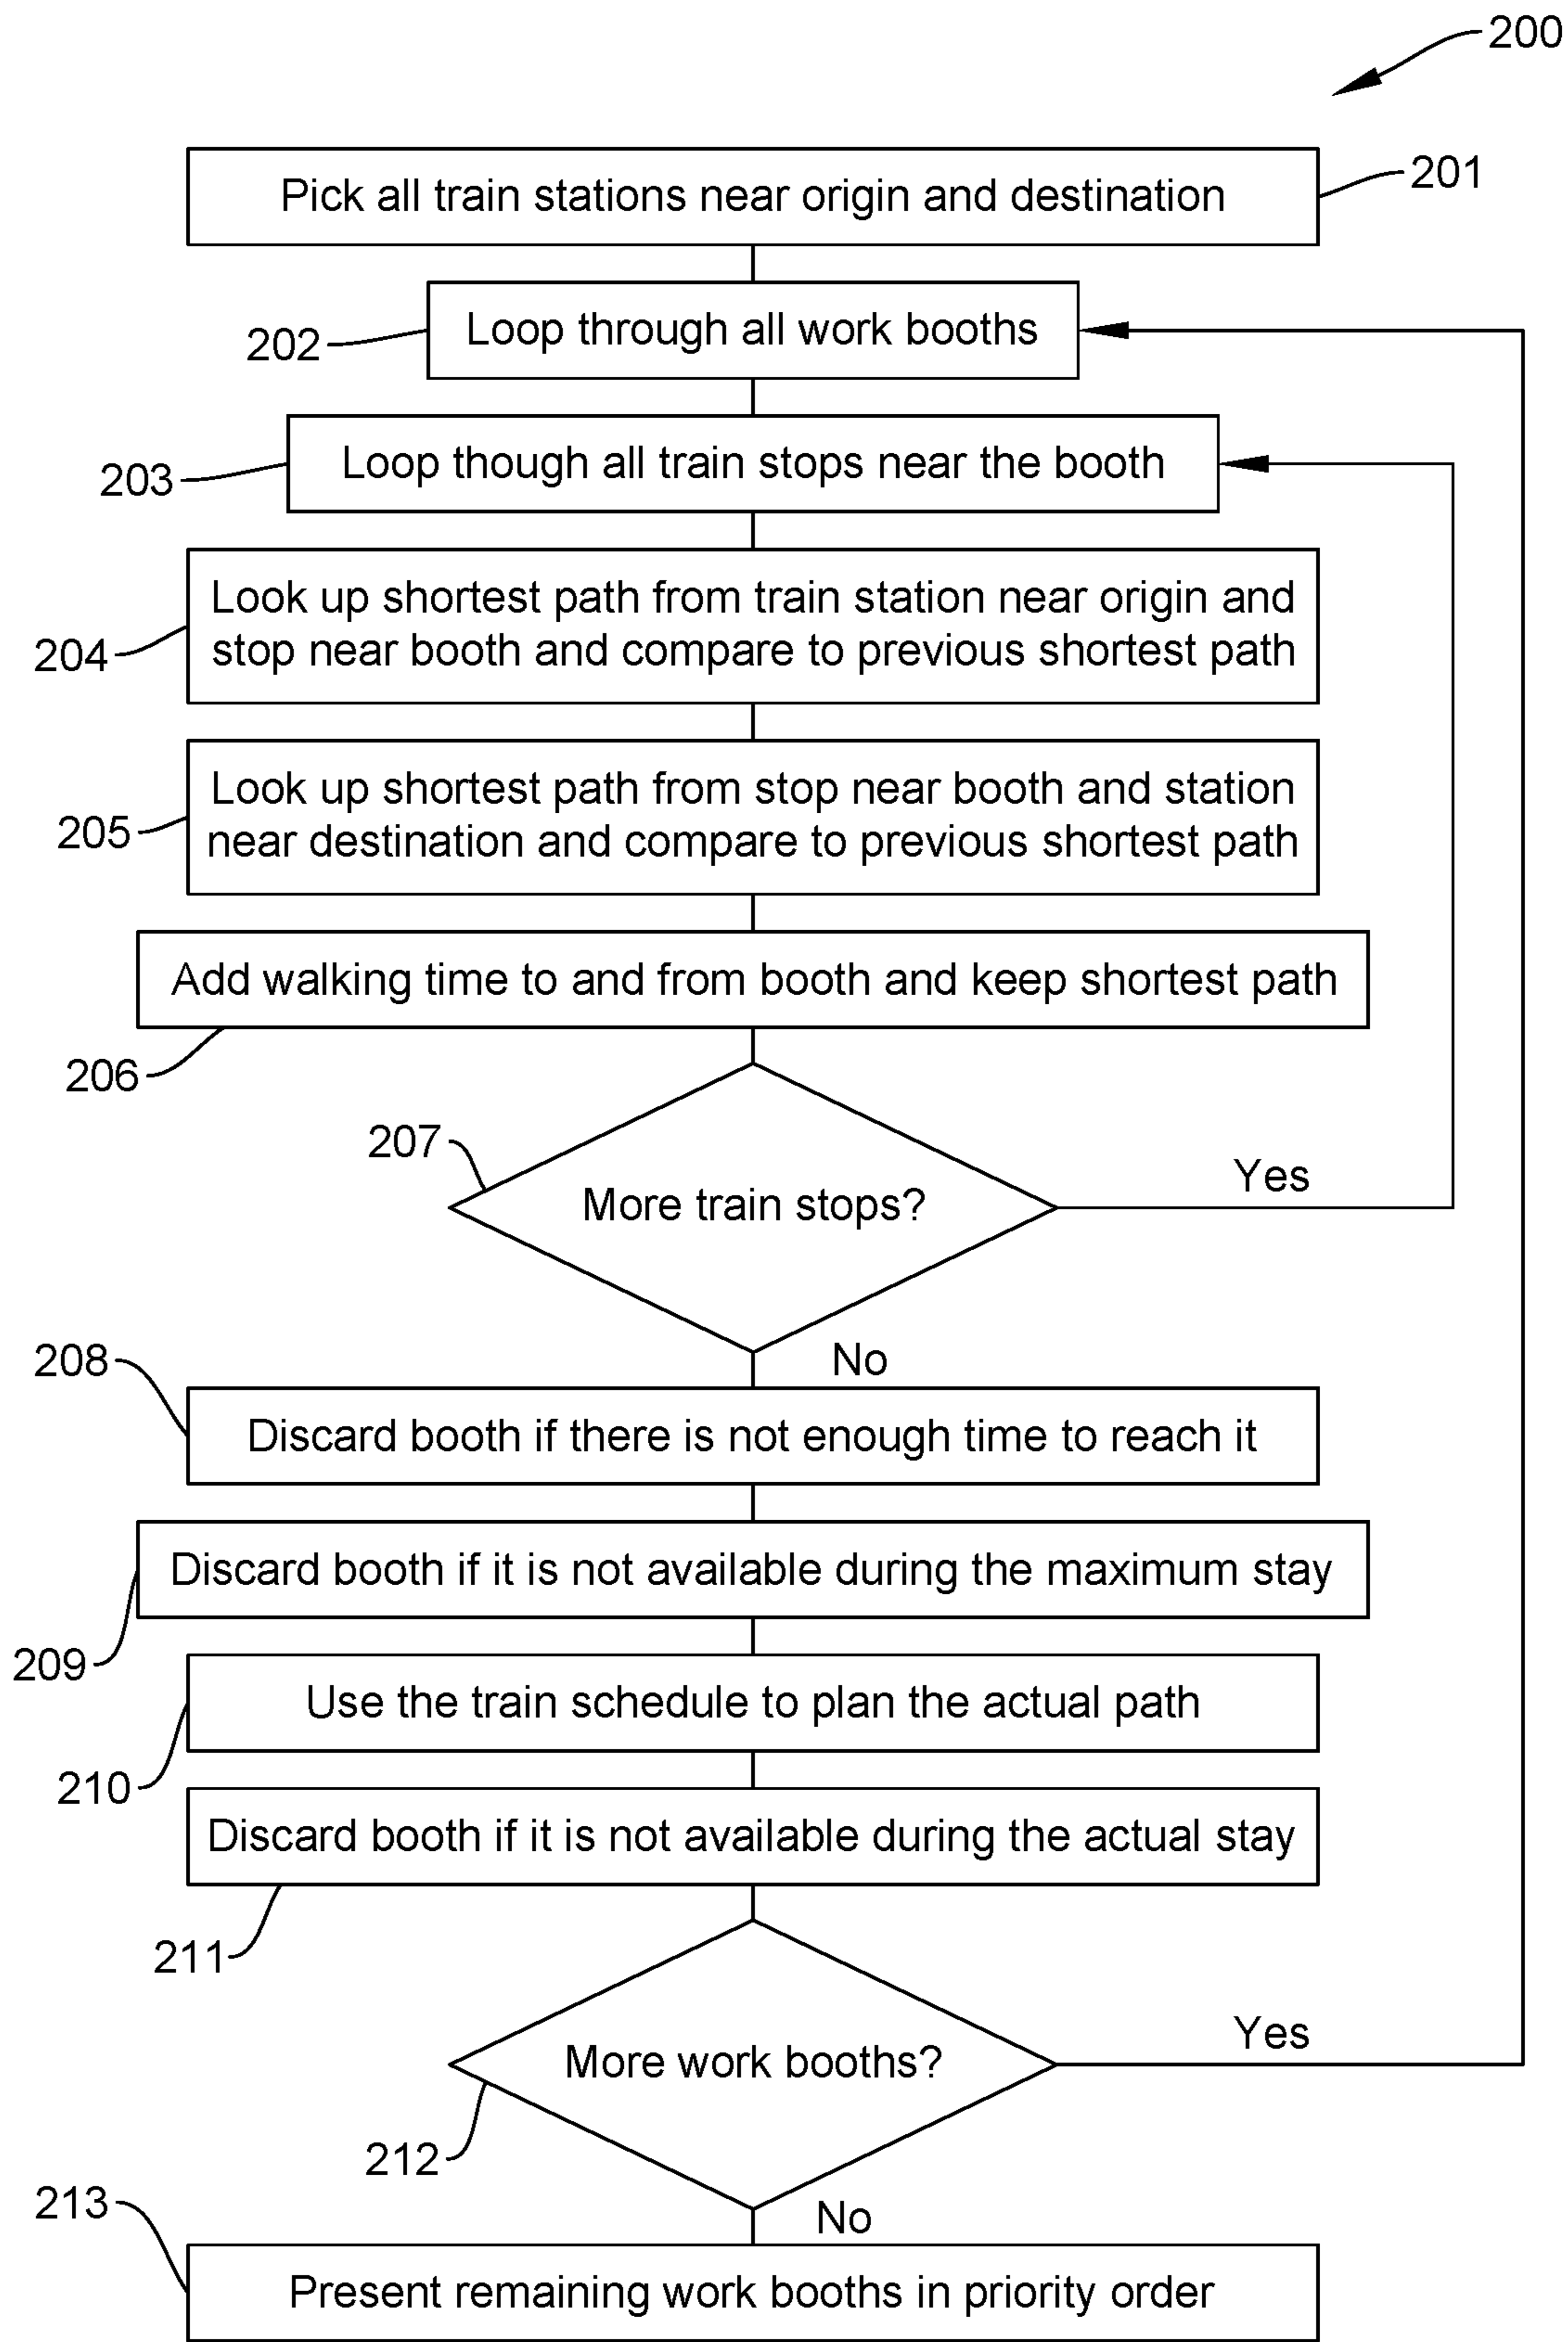 200
Pick all train stations near origin and destination
201
Loop through all work booths
202
Loop though all train stops near the booth
203
Look up shortest path from train station near origin and
stop near booth and compare to previous shortest path
204
Look up shortest path from stop near booth and station
near destination and compare to previous shortest path
205
Add walking time to and from booth and keep shortest path
206
207
More train stops?
Yes
No
208
Discard booth if there is not enough time to reach it
Discard booth if it is not available during the maximum stay
209
Use the train schedule to plan the actual path
210
Discard booth if it is not available during the actual stay
211
More work booths?
Yes
212
213
No
Present remaining work booths in priority order